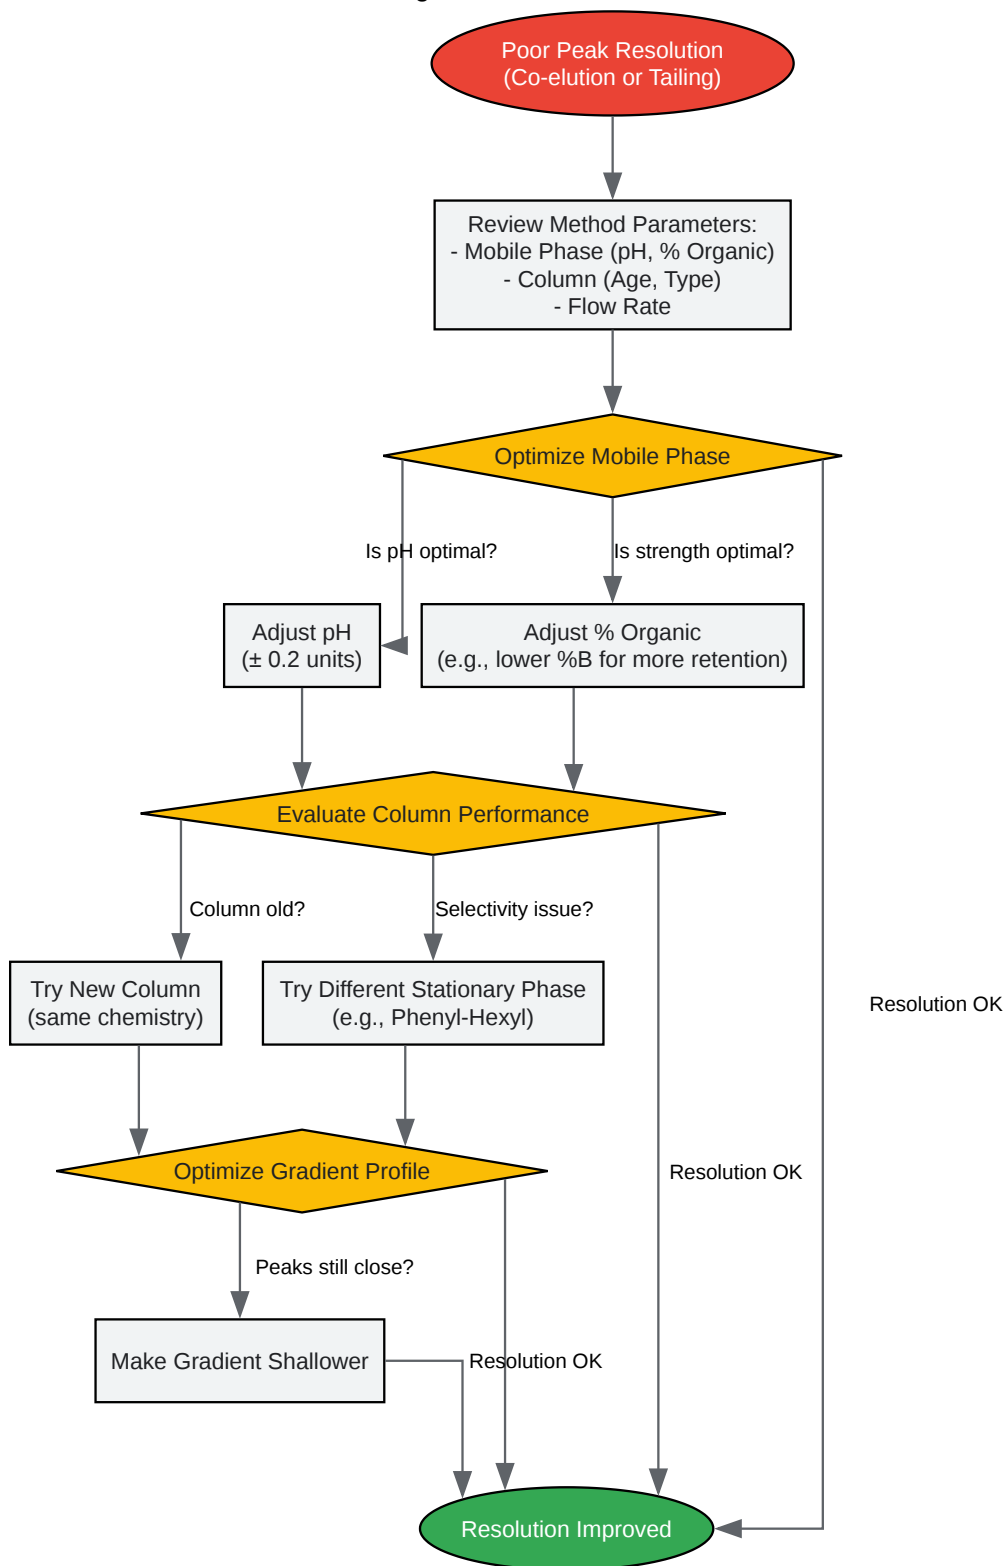 Poor Peak Resolution
(Co-elution or Tailing)
Review Method Parameters:
- Mobile Phase (pH, % Organic)
- Column (Age, Type)
- Flow Rate
Optimize Mobile Phase
Is pH optimal?
Is strength optimal?
Adjust pH
(± 0.2 units)
Adjust % Organic
(e.g., lower %B for more retention)
Evaluate Column Performance
Column old?
Selectivity issue?
Try New Column
(same chemistry)
Try Different Stationary Phase
(e.g., Phenyl-Hexyl)
Resolution OK
Optimize Gradient Profile
Resolution OK
Peaks still close?
Make Gradient Shallower
Resolution OK
Resolution Improved